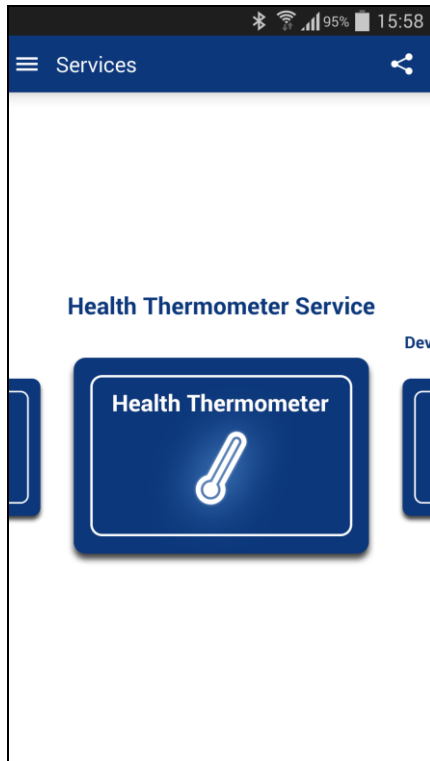 95% 15:58
Services
Health Thermometer Service
Dev
Health Thermometer